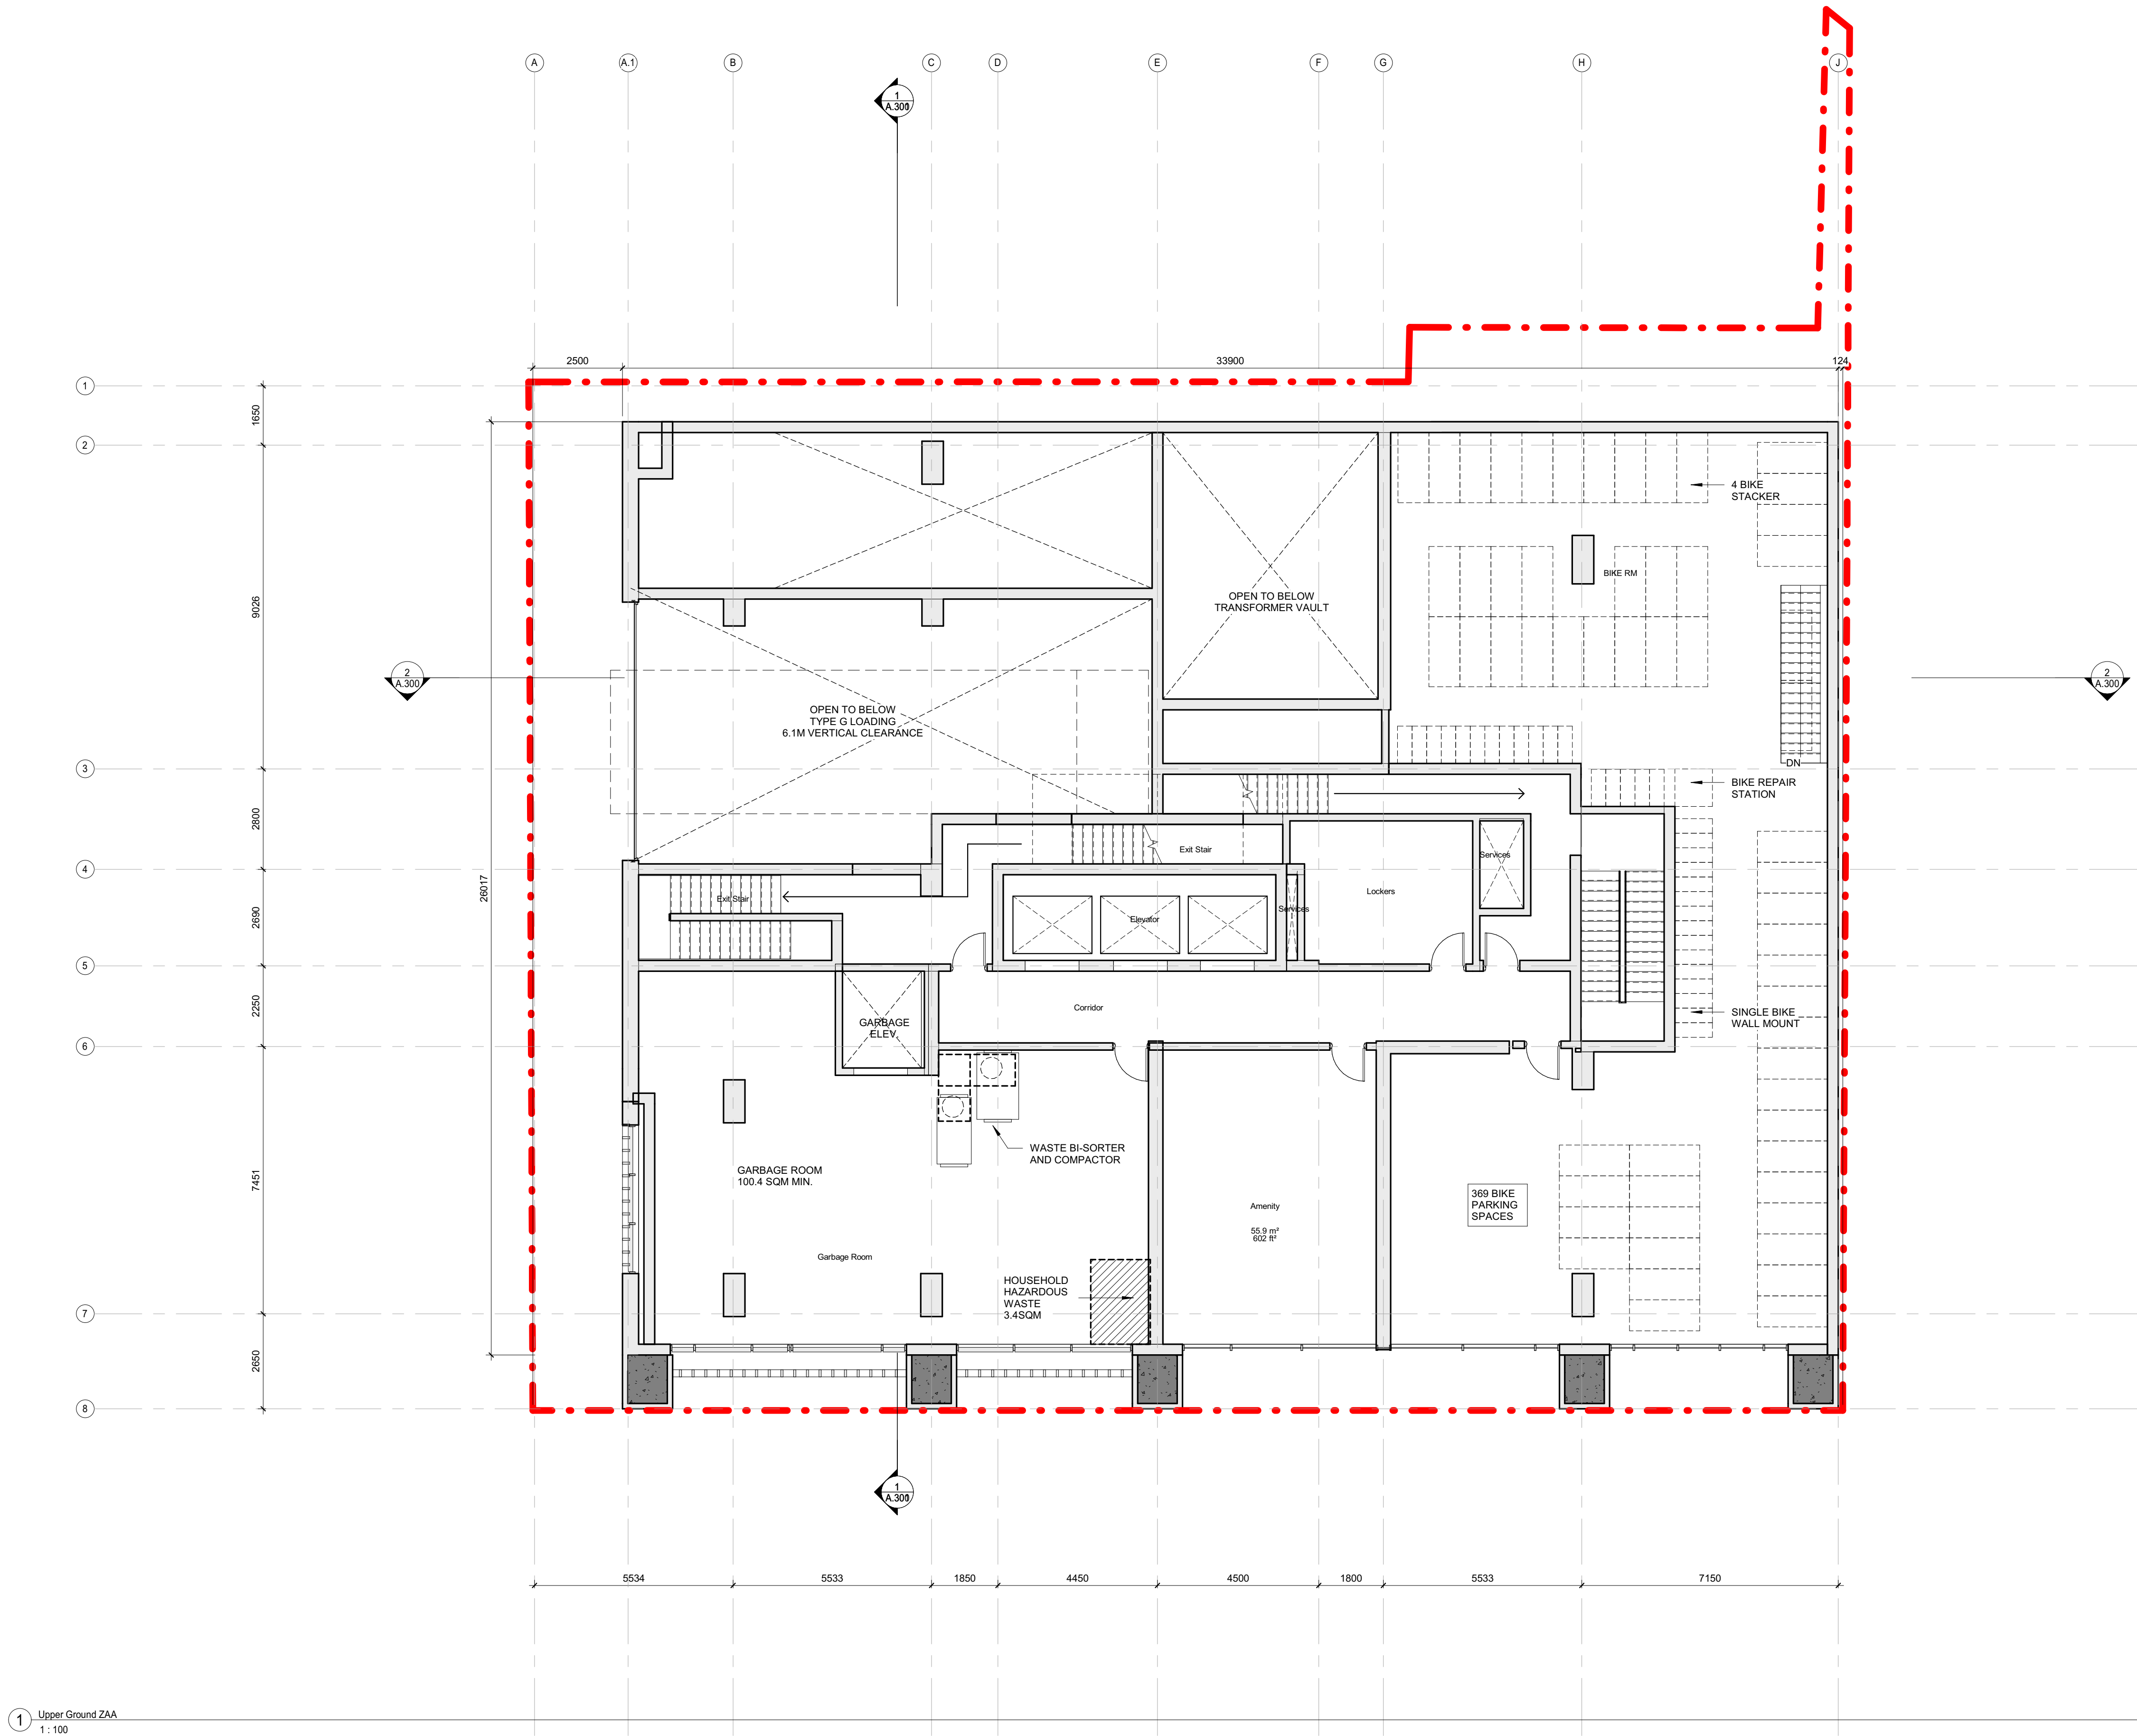 A
A.1
B
C
D
E
F
G
H
J
1
A.300
2500
33900
124
1
1650
2
4 BIKE
STACKER
BIKE RM
OPEN TO BELOW
TRANSFORMER VAULT
9026
2
A.300
2
A.300
OPEN TO BELOW
TYPE G LOADING
6.1M VERTICAL CLEARANCE
DN
3
BIKE REPAIR
STATION
2800
Exit Stair
Services
4
26017
Lockers
Exit Stair
Services
Elevator
2690
5
2250
Corridor
SINGLE BIKE
WALL MOUNT
GARBAGE
ELEV.
6
WASTE BI-SORTER
AND COMPACTOR
GARBAGE ROOM
100.4 SQM MIN.
7451
369 BIKE
PARKING
SPACES
Amenity
55.9 m²
602 ft²
Garbage Room
HOUSEHOLD
HAZARDOUS
WASTE
3.4SQM
7
2650
8
1
A.300
5534
5533
1850
4450
4500
1800
5533
7150
1
Upper Ground ZAA
1 : 100